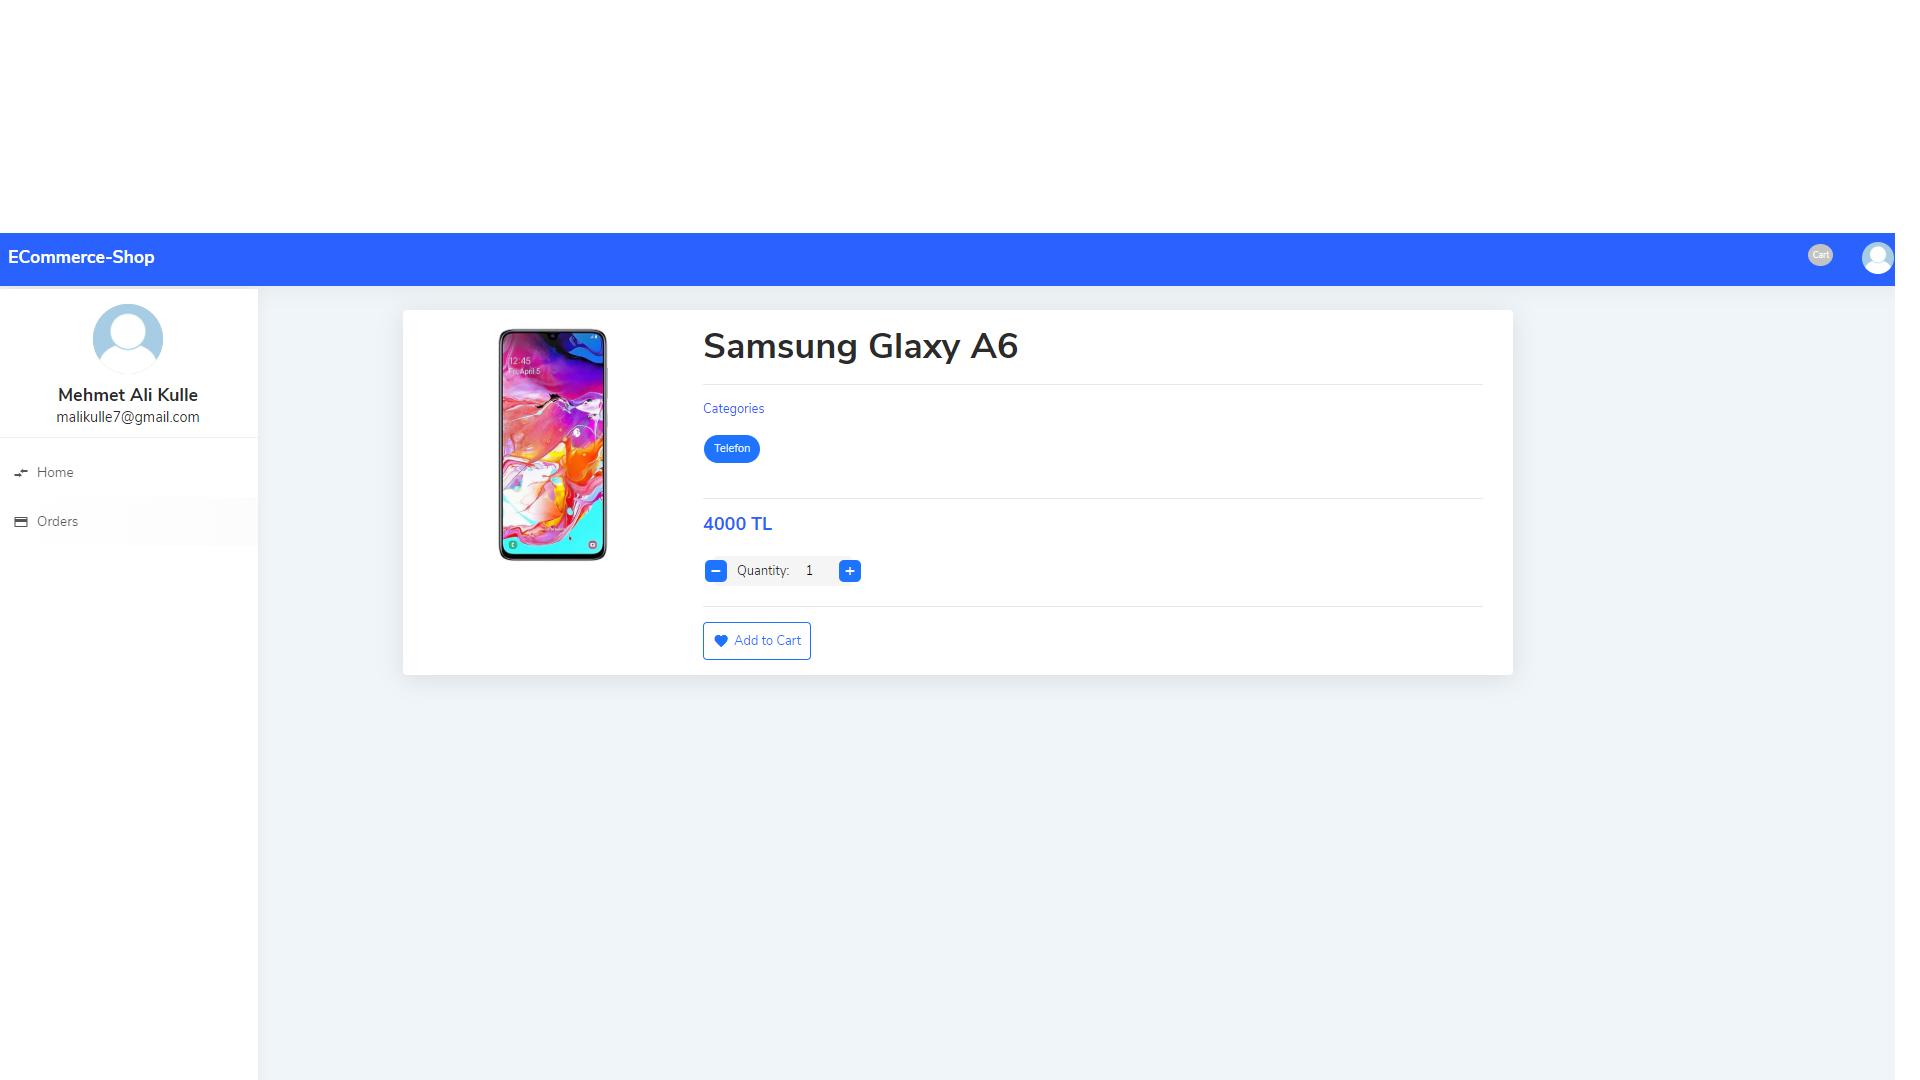 ECommerce-Shop
Cart
Mehmet Ali Kulle
malikulle7@gmail.com
Home
Orders
12:45
Fri, April 5
Samsung Glaxy A6
Categories
Telefon
4000 TL
− Quantity: 1 +
Add to Cart